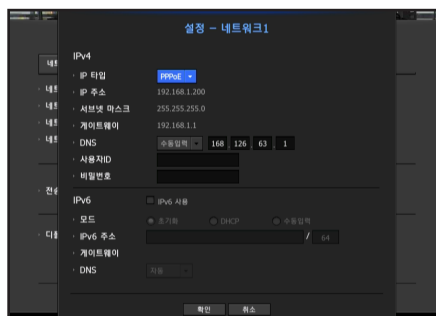 설정 – 네트워크1
IPv4
· IP 타입 PPPoE
· IP 주소 192.168.1.200
· 서브넷 마스크 255.255.255.0
· 게이트웨이 192.168.1.1
· DNS 수동입력 168 . 126 . 63 . 1
· 사용자ID
· 비밀번호
IPv6 IPv6 사용
· 모드 초기화 DHCP 수동입력
· IPv6 주소 / 64
· 게이트웨이
· DNS 자동
확인 취소